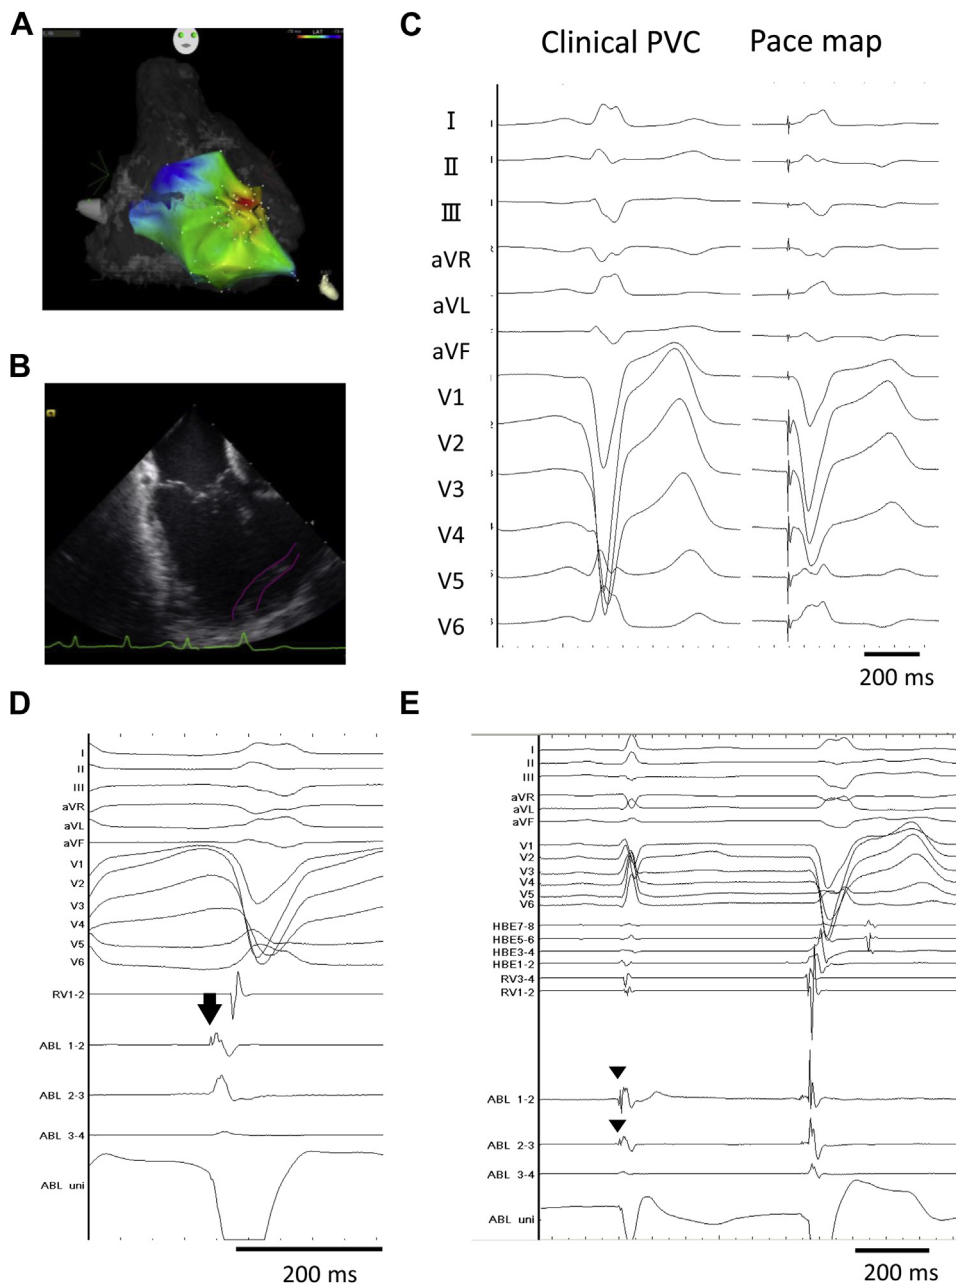 A
LAT
B
C
Clinical PVC Pace map
I
II
III
aVR
aVL
aVF
V1
V2
V3
V4
V5
V6
200 ms
D
I
II
III
aVR
aVL
aVF
V1
V2
V3
V4
V5
V6
RV1-2
ABL 1-2
ABL 2-3
ABL 3-4
ABL uni
200 ms
E
I
II
III
aVR
aVL
aVF
V1
V2
V3
V4
V5
V6
HBE7-8
HBE5-6
HBE3-4
HBE1-2
RV3-4
RV1-2
ABL 1-2
ABL 2-3
ABL 3-4
ABL uni
200 ms